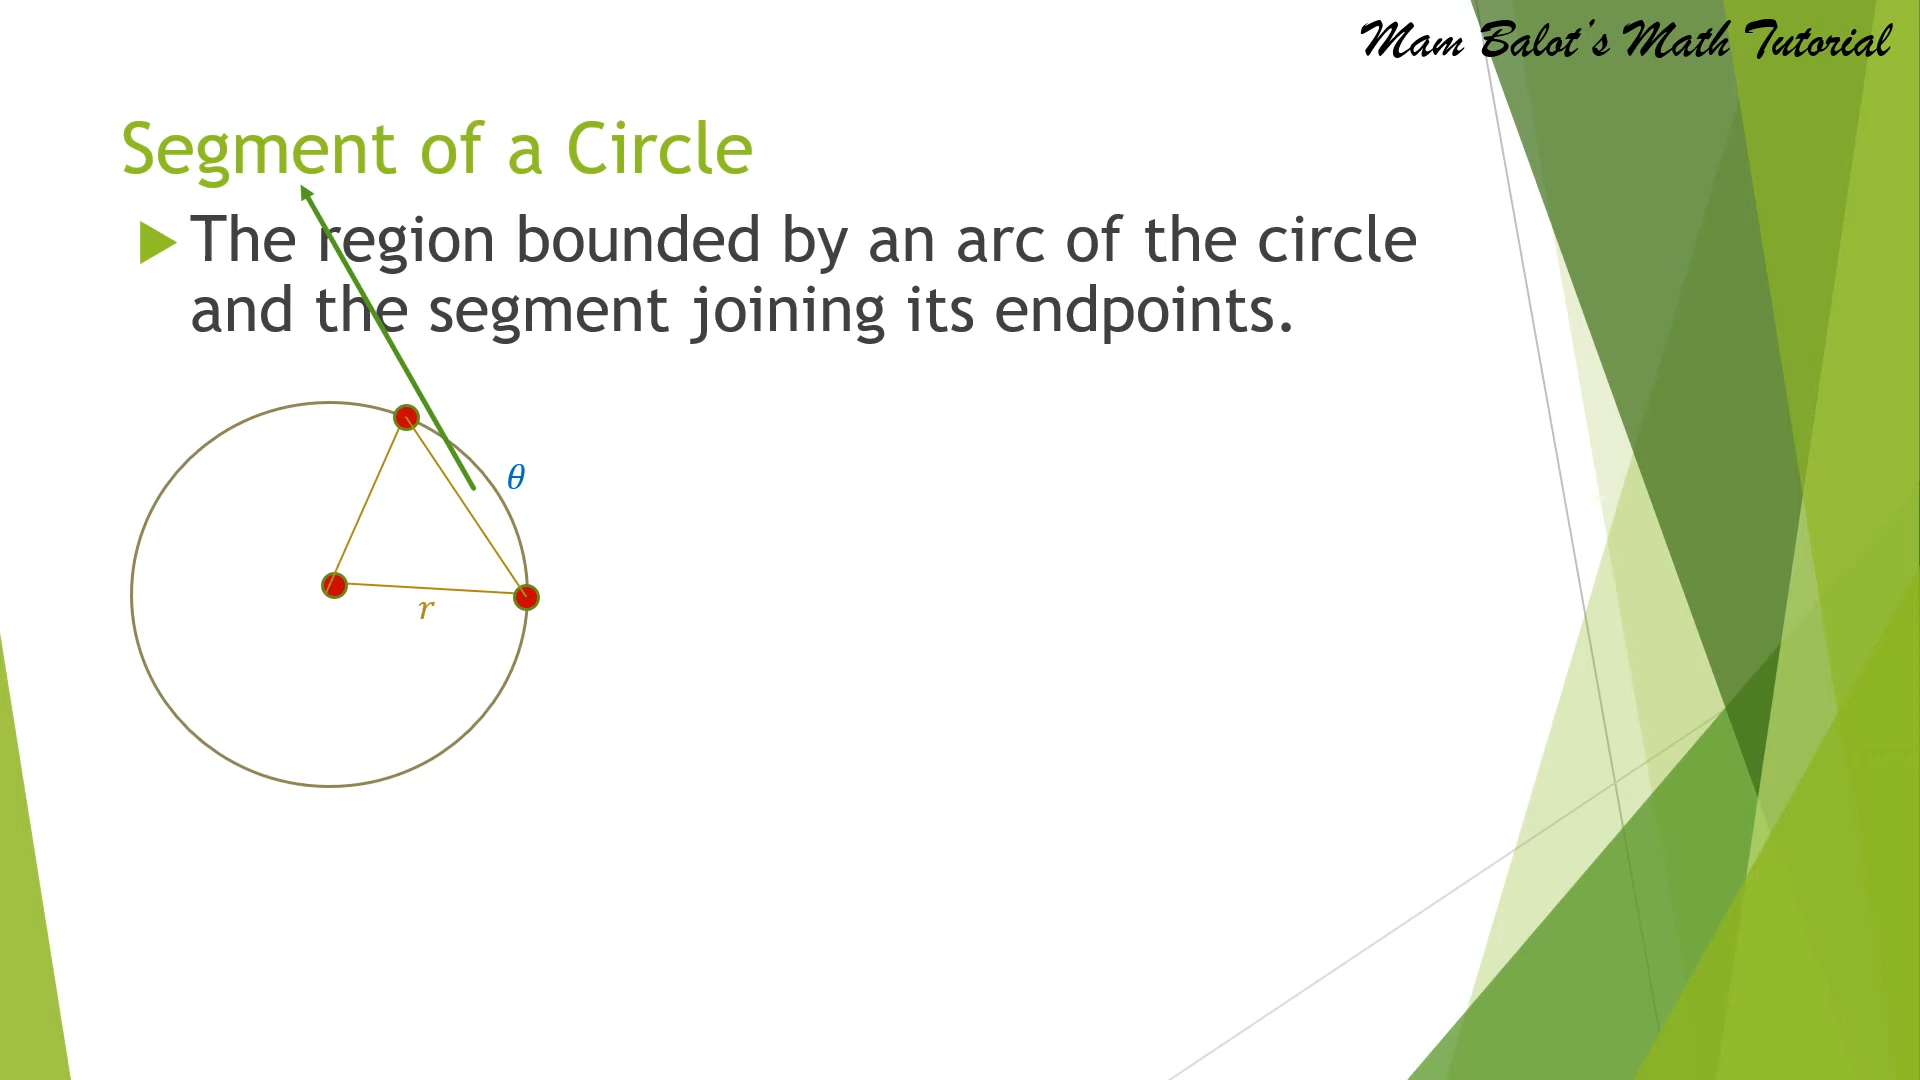 Mam Balot's Math Tutorial
Segment of a Circle
The region bounded by an arc of the circle
and the segment joining its endpoints.
θ
r